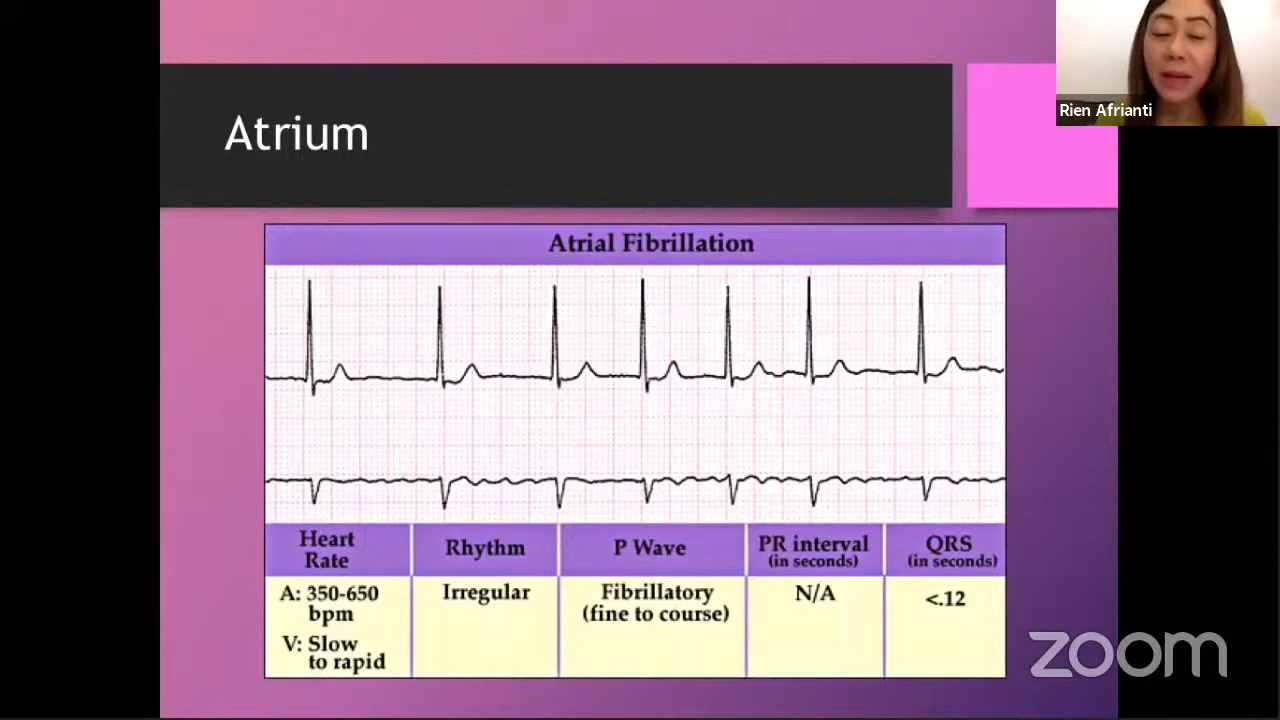 Rien Afrianti
Atrium
Atrial Fibrillation
Heart
Rate
Rhythm
P Wave
PR interval
(in seconds)
QRS
(in seconds)
A: 350-650
bpm
V: Slow
to rapid
Irregular
Fibrillatory
(fine to course)
N/A
<.12
zoom